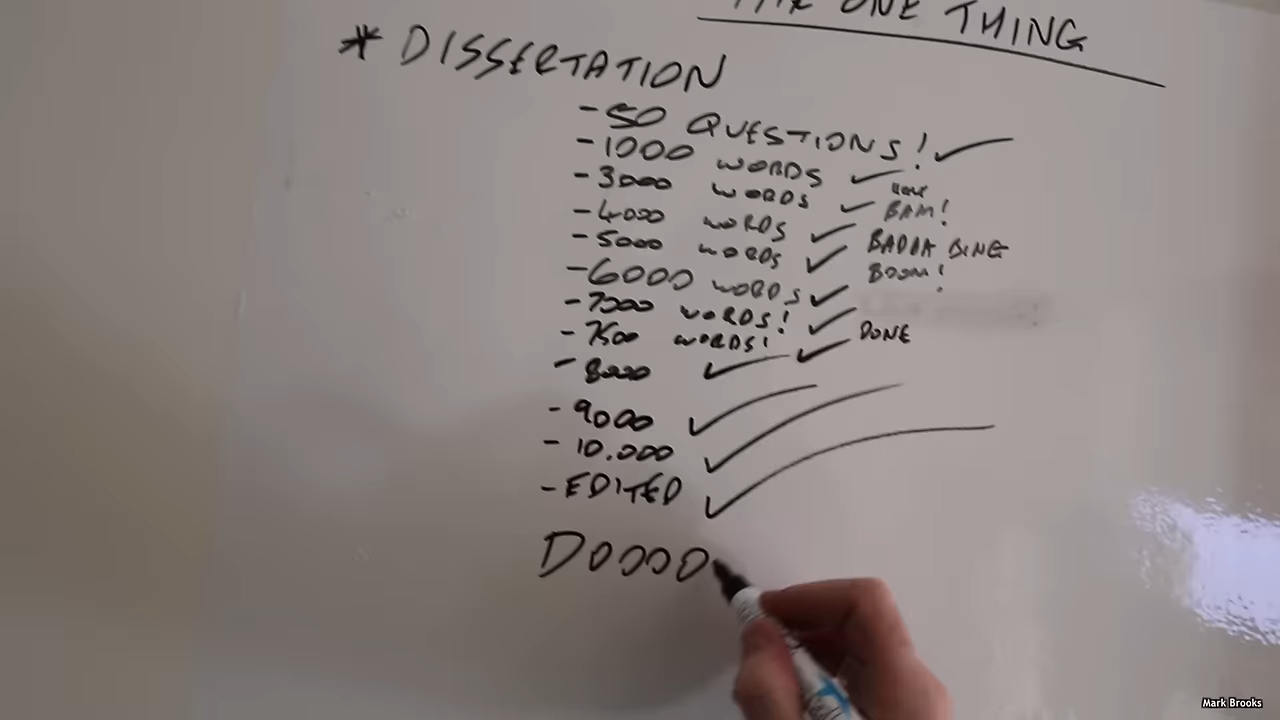 THE ONE THING
* DISSERTATION
- 50 QUESTIONS! ✓
- 1000 WORDS ✓
- 3000 WORDS ✓ BAM!
- 4000 WORDS ✓ BADDA BING
- 5000 WORDS ✓ BOOM!
- 6000 WORDS ✓
- 7000 WORDS! ✓
- 7500 WORDS! ✓ DONE
- 8000 ✓
- 9000 ✓
- 10.000 ✓
- EDITED ✓
DOOOO
Mark Brooks